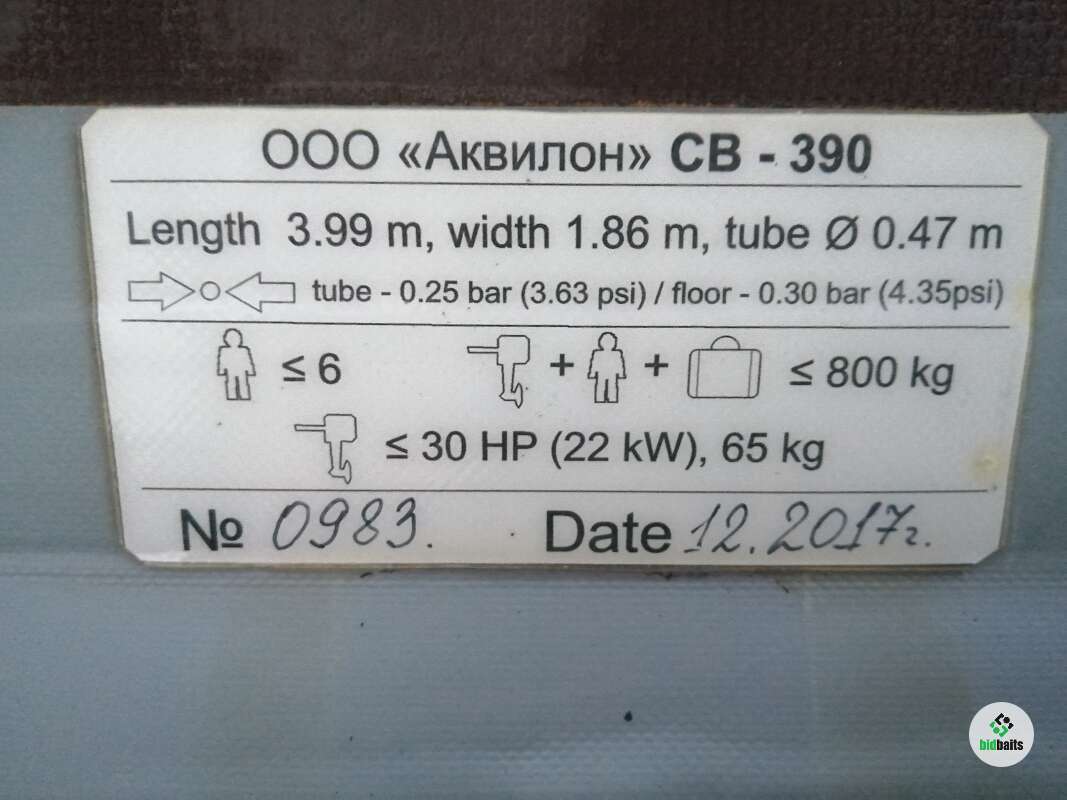 ООО «Аквилон» СВ - 390
Length 3.99 m, width 1.86 m, tube Ø 0.47 m
tube - 0.25 bar (3.63 psi) / floor - 0.30 bar (4.35psi)
≤ 6 + + ≤ 800 kg
≤ 30 HP (22 kW), 65 kg
№ 0983. Date 12.2017г.
bidbaits